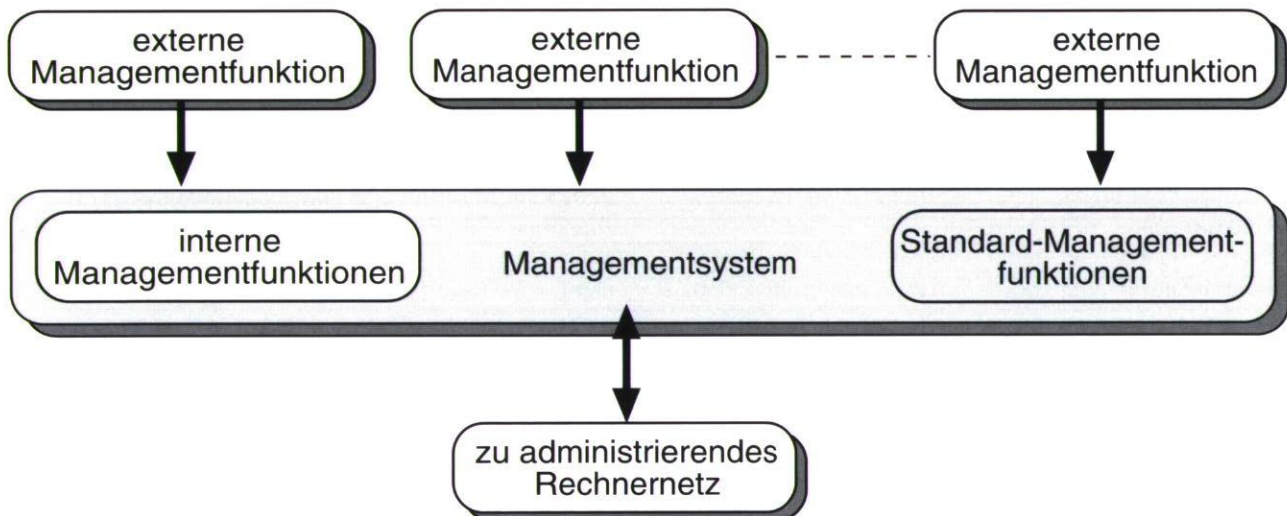 externe
Managementfunktion
externe
Managementfunktion
externe
Managementfunktion
interne
Managementfunktionen
Managementsystem
Standard-Management-
funktionen
zu administrierendes
Rechnernetz